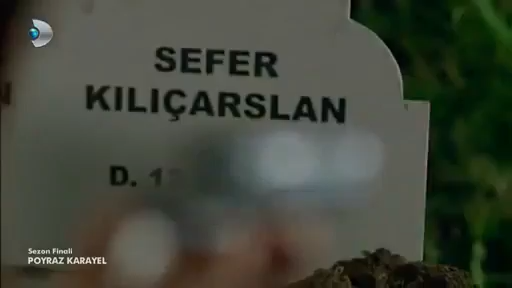 SEFER
KILIÇARSLAN
D.
Sezon Finali
POYRAZ KARAYEL